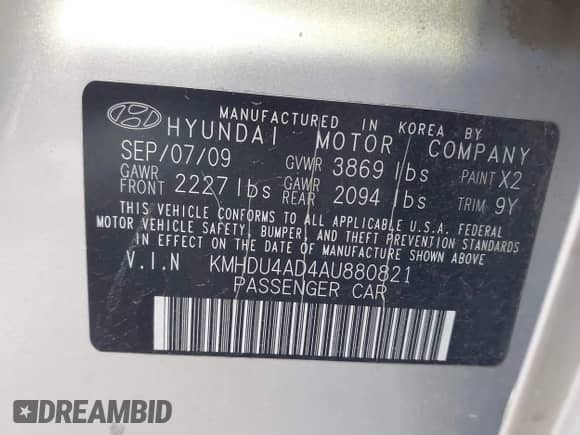 MANUFACTURED IN KOREA BY
HYUNDAI MOTOR COMPANY
SEP/07/09 GVWR 3869 lbs PAINT X2
GAWR FRONT 2227 lbs GAWR REAR 2094 lbs TRIM 9Y
THIS VEHICLE CONFORMS TO ALL APPLICABLE U.S.A. FEDERAL
MOTOR VEHICLE SAFETY, BUMPER, AND THEFT PREVENTION STANDARDS
IN EFFECT ON THE DATE OF MANUFACTURE SHOWN ABOVE
V.I.N KMHDU4AD4AU880821
PASSENGER CAR
DREAMBID